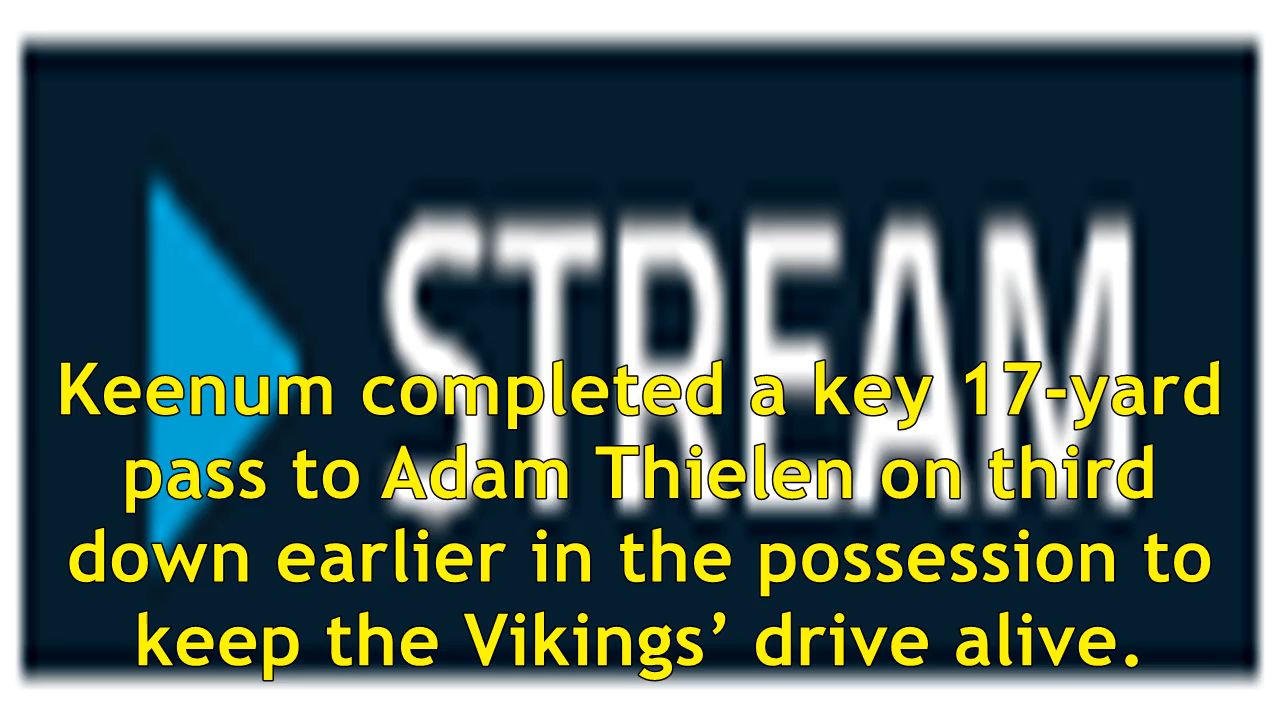 STREAM
Keenum completed a key 17-yard
pass to Adam Thielen on third
down earlier in the possession to
keep the Vikings’ drive alive.